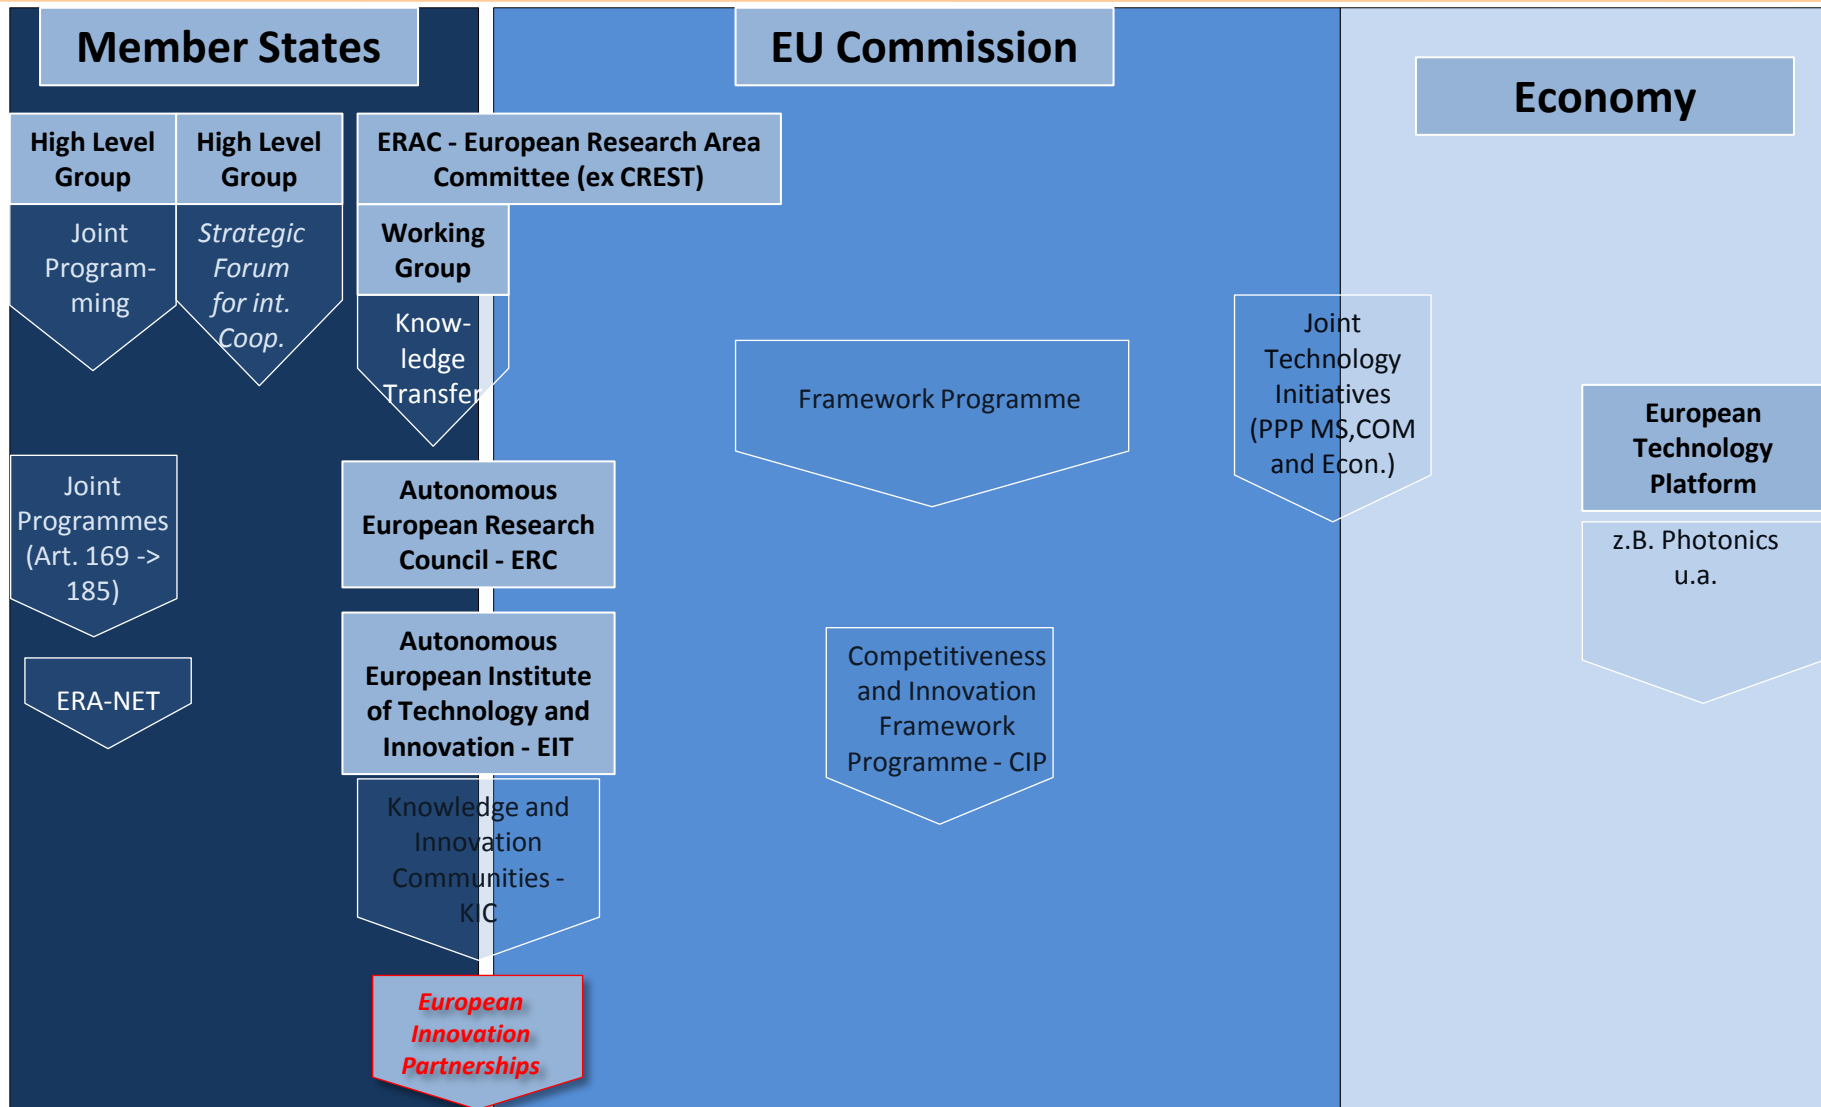 Member States
EU Commission
Economy
High Level
Group
High Level
Group
ERAC - European Research Area
Committee (ex CREST)
Joint
Program-
ming
Strategic
Forum
for int.
Coop.
Working
Group
Know-
ledge
Transfer
Framework Programme
Joint
Technology
Initiatives
(PPP MS,COM
and Econ.)
European
Technology
Platform
z.B. Photonics
u.a.
Joint
Programmes
(Art. 169 ->
185)
Autonomous
European Research
Council - ERC
ERA-NET
Autonomous
European Institute
of Technology and
Innovation - EIT
Competitiveness
and Innovation
Framework
Programme - CIP
Knowledge and
Innovation
Communities -
KIC
European
Innovation
Partnerships